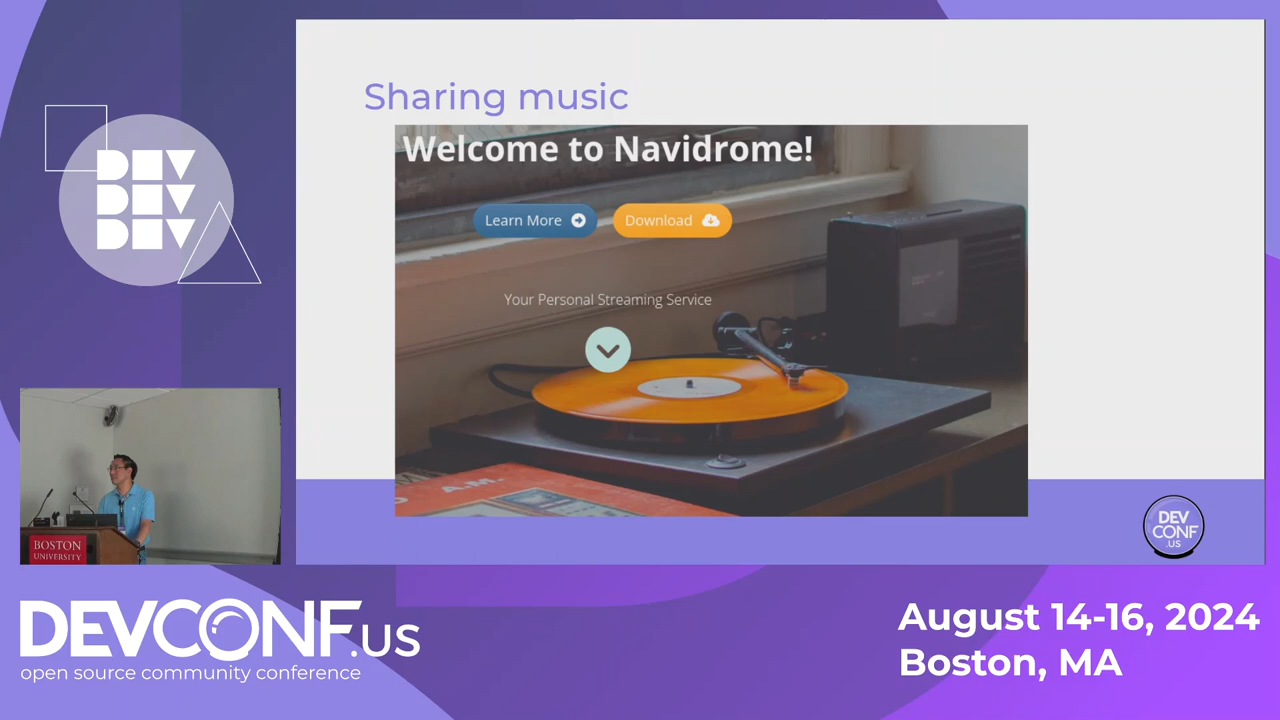 Sharing music
Welcome to Navidrome!
Learn More
Download
Your Personal Streaming Service
A.M.
DEV
DEV
DEV
BOSTON
UNIVERSITY
DEV
CONF
.US
DEVCONF.US
open source community conference
August 14-16, 2024
Boston, MA